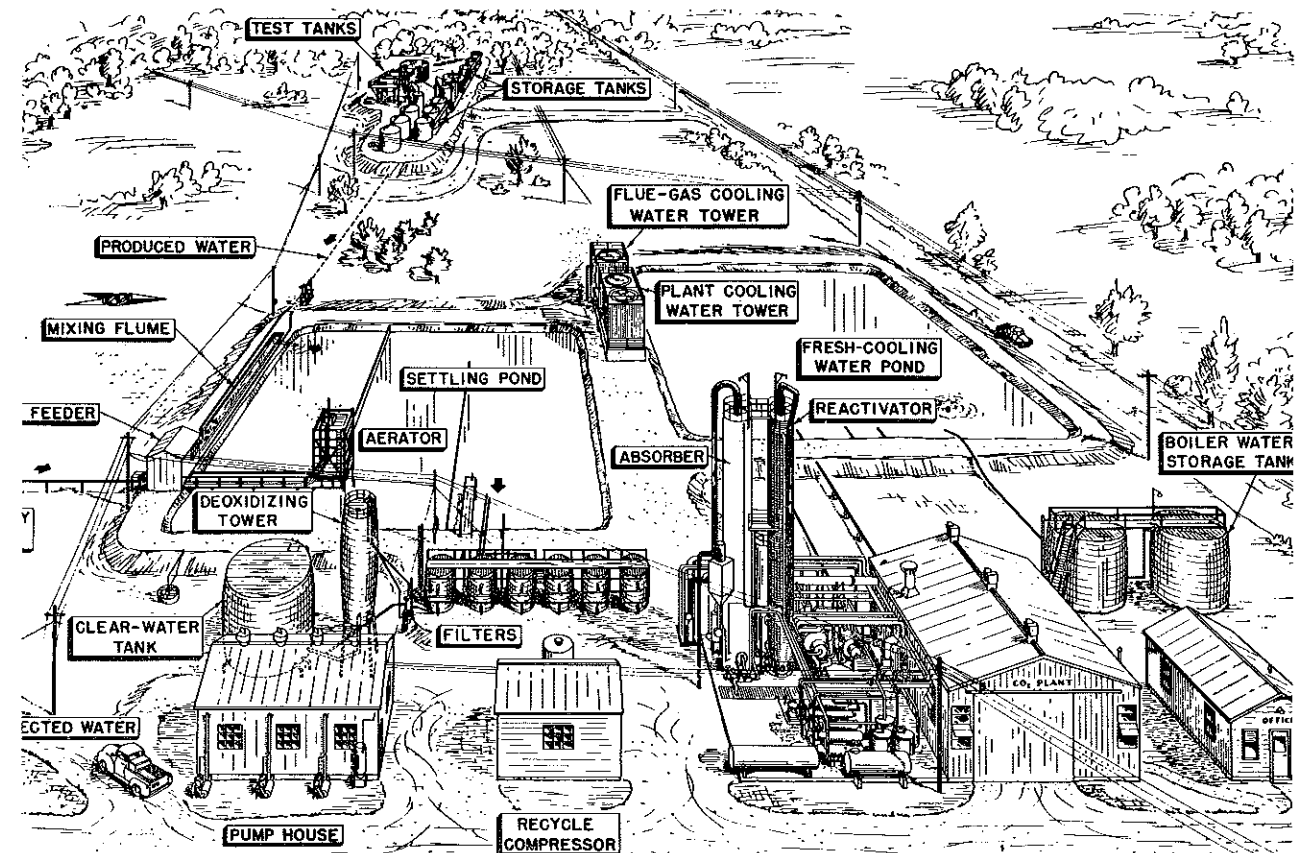 TEST TANKS
STORAGE TANKS
FLUE-GAS COOLING
WATER TOWER
PRODUCED WATER
PLANT COOLING
WATER TOWER
MIXING FLUME
FRESH-COOLING
WATER POND
SETTLING POND
FEEDER
AERATOR
REACTIVATOR
ABSORBER
BOILER WATER
STORAGE TANK
DEOXIDIZING
TOWER
Y
CLEAR-WATER
TANK
FILTERS
CO₂ PLANT
OFFIC
ECTED WATER
PUMP HOUSE
RECYCLE
COMPRESSOR